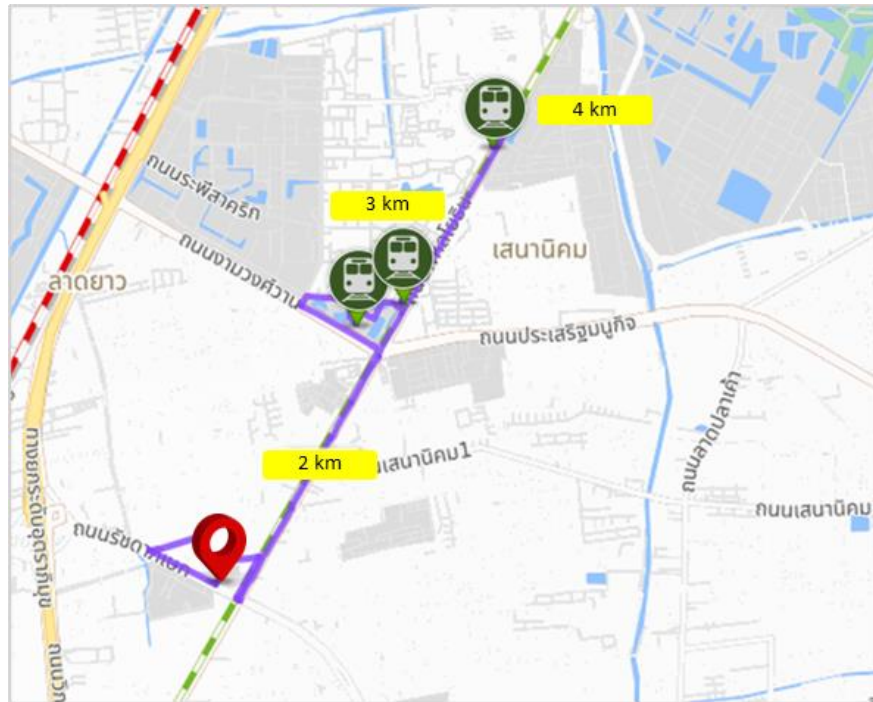 4 km
ถนนระพีสาคริก
3 km
ถนนงามวงศ์วาน
ลาดยาว
เสนานิคม
ถนนประเสริฐมนูกิจ
ถนนลาดปลาเค้า
2 km
นเสนานิคม1
ถนนเสนานิคม
ถนนรัชดาภิเษก